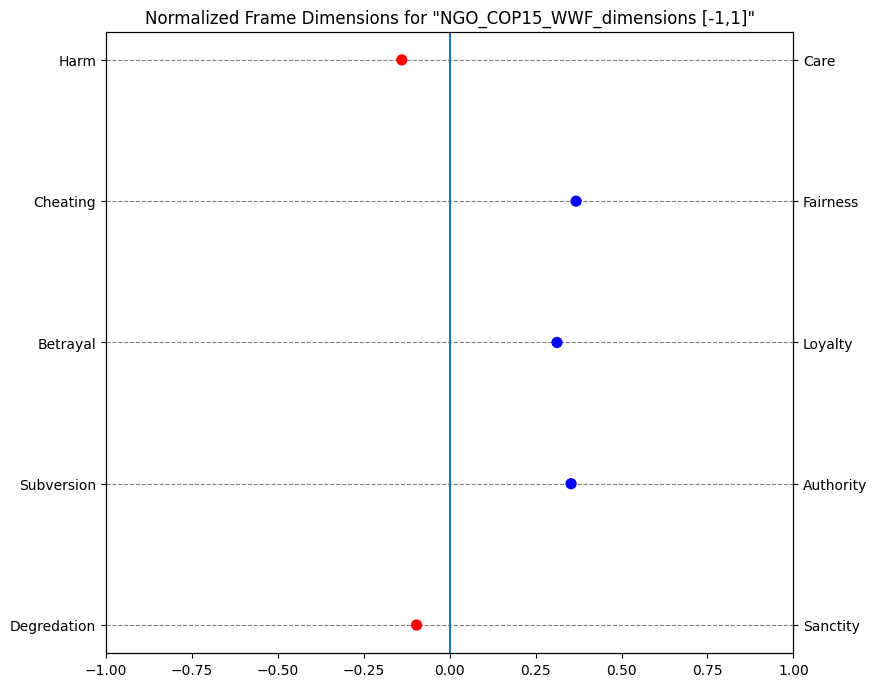 Normalized Frame Dimensions for "NGO_COP15_WWF_dimensions [-1,1]"
Harm Care
Cheating Fairness
Betrayal Loyalty
Subversion Authority
Degredation Sanctity
−1.00 −0.75 −0.50 −0.25 0.00 0.25 0.50 0.75 1.00